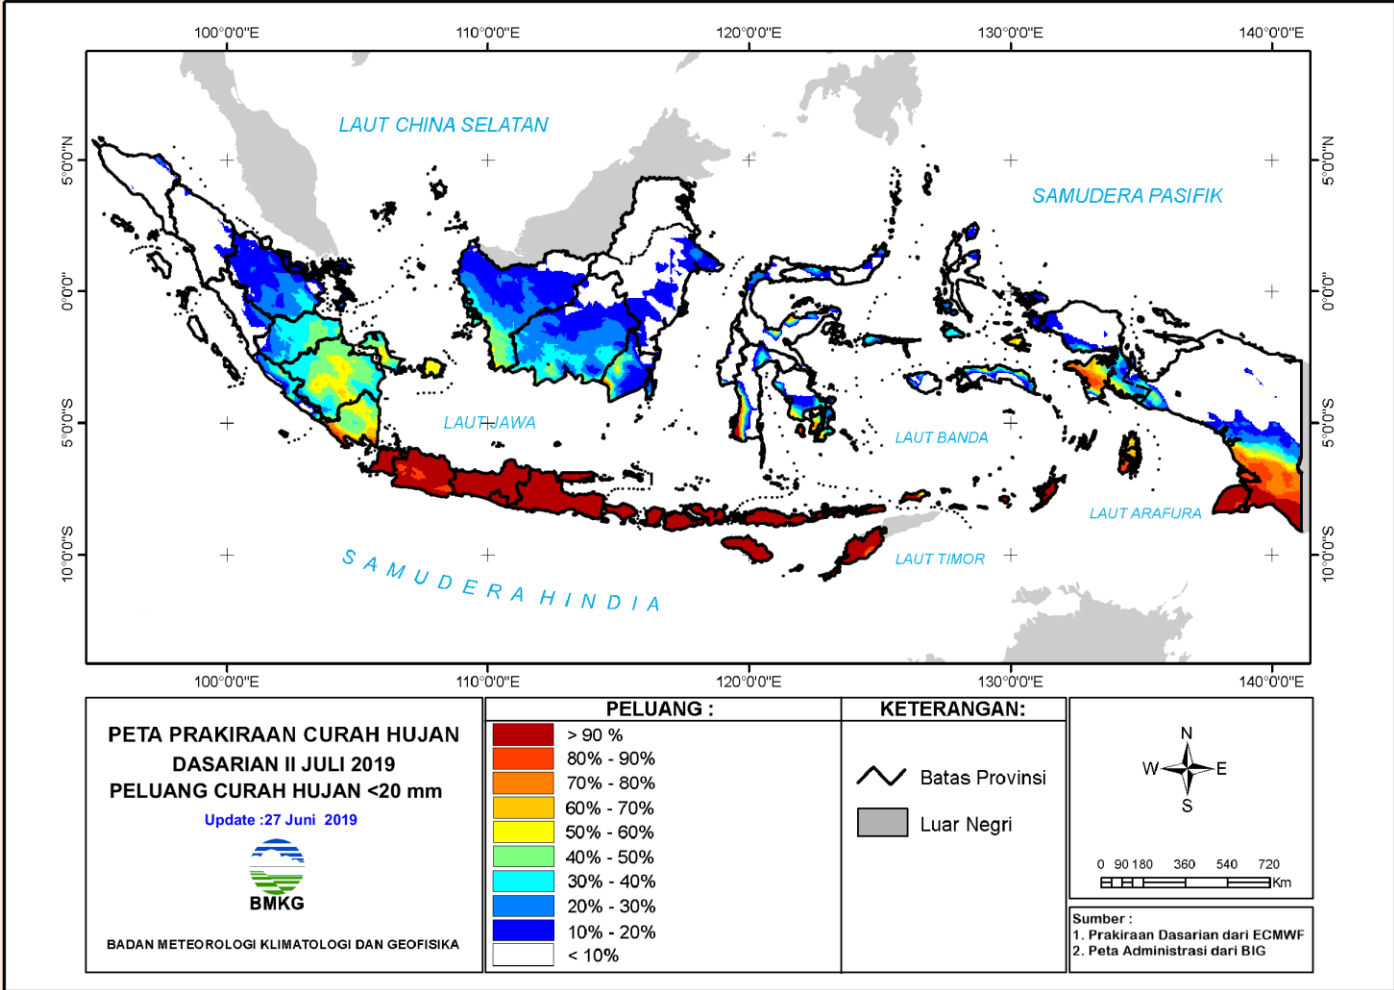 100°0'0"E 110°0'0"E 120°0'0"E 130°0'0"E 140°0'0"E
5°0'0"N
0°0'0"
5°0'0"S
10°0'0"S
LAUT CHINA SELATAN
SAMUDERA PASIFIK
LAUT JAWA
LAUT BANDA
LAUT ARAFURA
LAUT TIMOR
SAMUDERA HINDIA
5°0'0"N
0°0'0"
5°0'0"S
10°0'0"S
100°0'0"E 110°0'0"E 120°0'0"E 130°0'0"E 140°0'0"E
PETA PRAKIRAAN CURAH HUJAN
DASARIAN II JULI 2019
PELUANG CURAH HUJAN <20 mm
Update :27 Juni 2019
BMKG
BADAN METEOROLOGI KLIMATOLOGI DAN GEOFISIKA
PELUANG :
> 90 %
80% - 90%
70% - 80%
60% - 70%
50% - 60%
40% - 50%
30% - 40%
20% - 30%
10% - 20%
< 10%
KETERANGAN:
Batas Provinsi
Luar Negri
N
W E
S
0 90 180 360 540 720
Km
Sumber :
1. Prakiraan Dasarian dari ECMWF
2. Peta Administrasi dari BIG